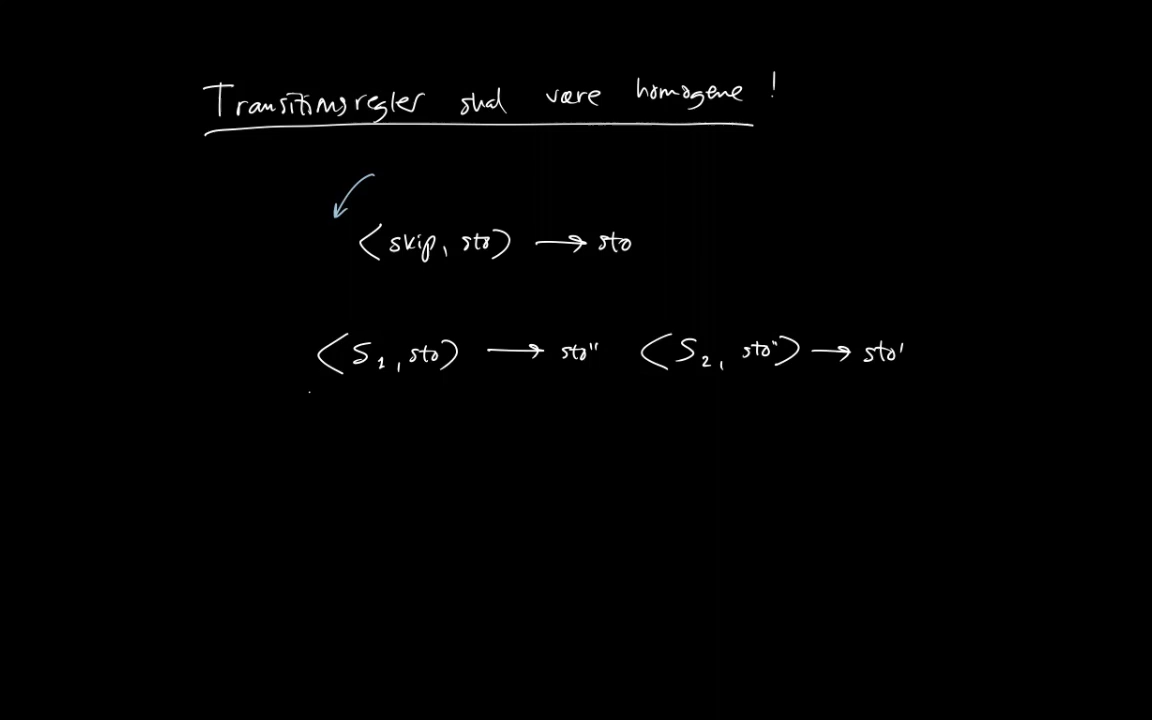 Transitionsregler skal være homogene !
⟨skip, sto⟩ → sto
⟨S₁, sto⟩ → sto'' ⟨S₂, sto''⟩ → sto'